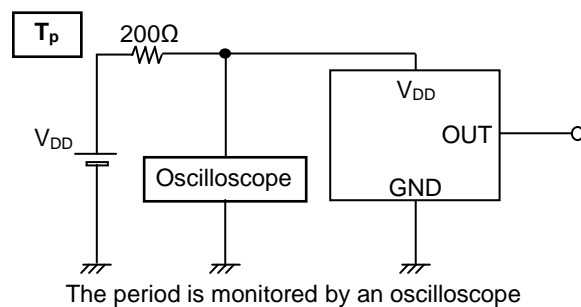 Tp
200Ω
VDD
Oscilloscope
VDD
OUT
GND
The period is monitored by an oscilloscope